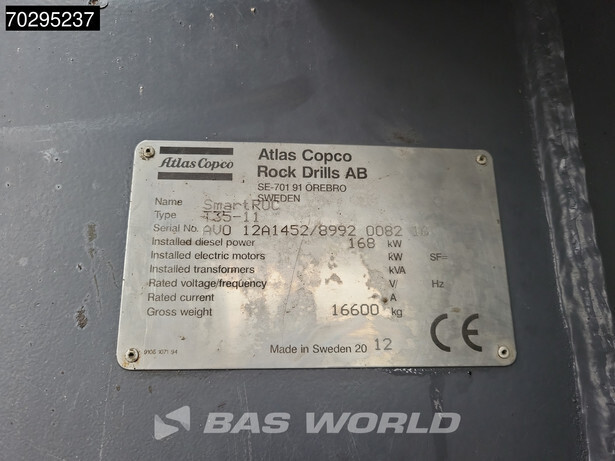 70295237
Atlas Copco
Atlas Copco
Rock Drills AB
SE-701 91 ÖREBRO
SWEDEN
Name SmartROC
Type T35-11
Serial No. AVO 12A1452/8992 0082
Installed diesel power 168 kW
Installed electric motors kW SF=
Installed transformers kVA
Rated voltage/frequency V/ Hz
Rated current A
Gross weight 16600 kg
CE
Made in Sweden 20 12
BAS WORLD